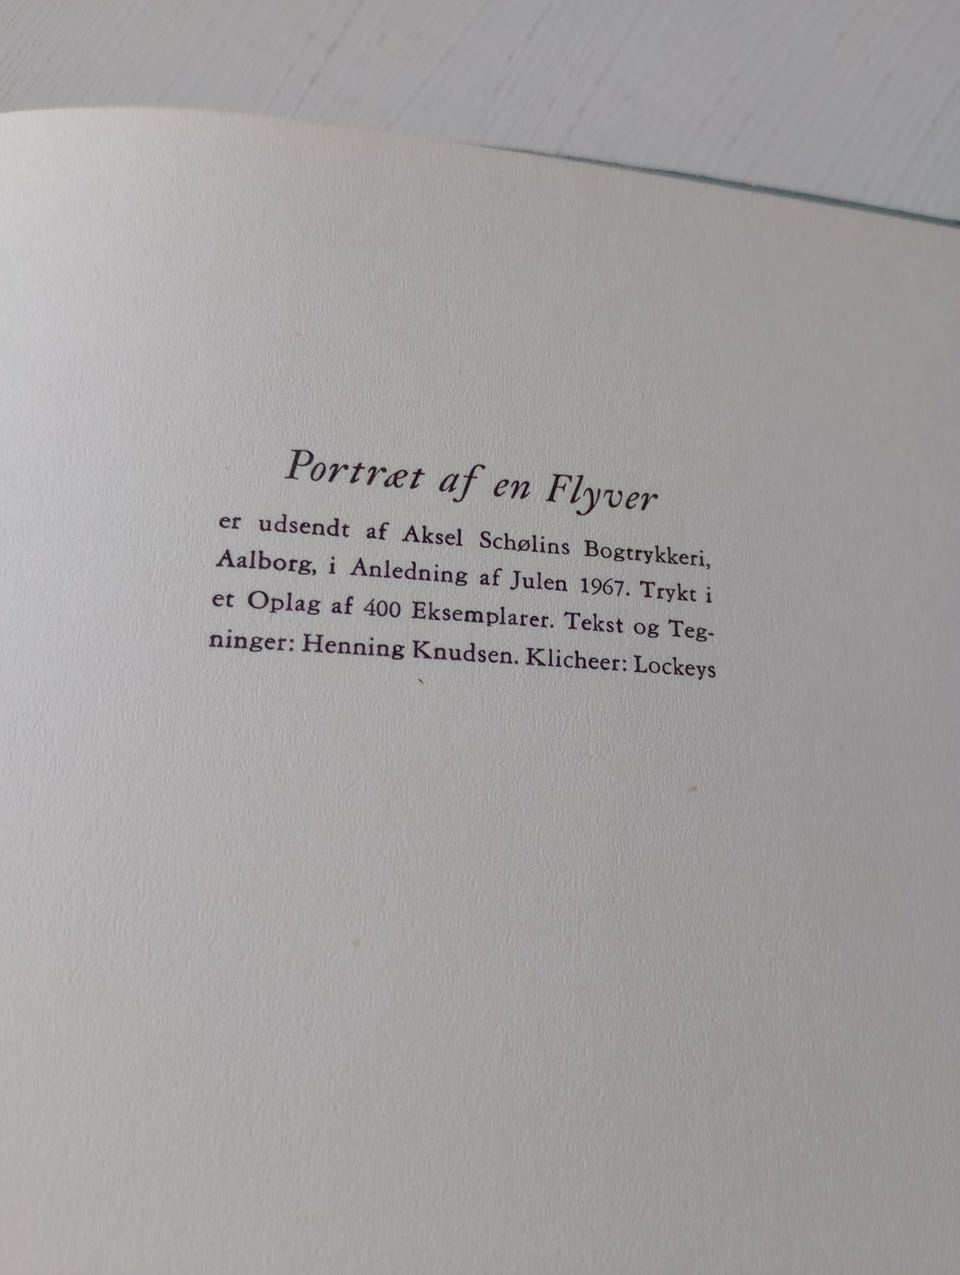 Portræt af en Flyver
er udsendt af Aksel Schølins Bogtrykkeri,
Aalborg, i Anledning af Julen 1967. Trykt i
et Oplag af 400 Eksemplarer. Tekst og Teg-
ninger: Henning Knudsen. Klicheer: Lockeys